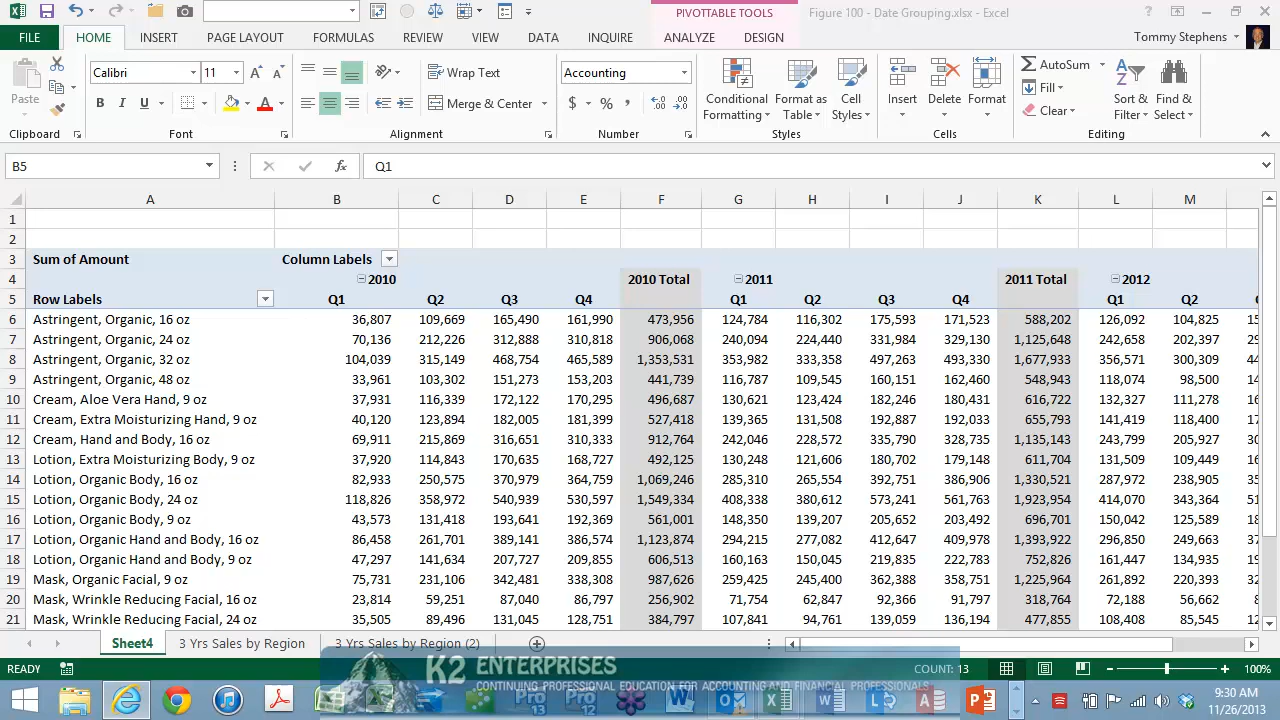 PIVOTTABLE TOOLS
Figure 100 - Date Grouping.xlsx - Excel
FILE HOME INSERT PAGE LAYOUT FORMULAS REVIEW VIEW DATA INQUIRE ANALYZE DESIGN
Tommy Stephens
Paste
Calibri 11
Wrap Text
Merge & Center
Accounting
$ % ,
Conditional Formatting
Format as Table
Cell Styles
Insert Delete Format
AutoSum
Fill
Clear
Sort & Filter
Find & Select
Clipboard Font Alignment Number Styles Cells Editing
B5 fx Q1
A B C D E F G H I J K L M
1
2
3 Sum of Amount Column Labels
4 2010 2010 Total 2011 2011 Total 2012
5 Row Labels Q1 Q2 Q3 Q4 Q1 Q2 Q3 Q4 Q1 Q2
6 Astringent, Organic, 16 oz 36,807 109,669 165,490 161,990 473,956 124,784 116,302 175,593 171,523 588,202 126,092 104,825 15
7 Astringent, Organic, 24 oz 70,136 212,226 312,888 310,818 906,068 240,094 224,440 331,984 329,130 1,125,648 242,658 202,397 29
8 Astringent, Organic, 32 oz 104,039 315,149 468,754 465,589 1,353,531 353,982 333,358 497,263 493,330 1,677,933 356,571 300,309 44
9 Astringent, Organic, 48 oz 33,961 103,302 151,273 153,203 441,739 116,787 109,545 160,151 162,460 548,943 118,074 98,500 14
10 Cream, Aloe Vera Hand, 9 oz 37,931 116,339 172,122 170,295 496,687 130,621 123,424 182,246 180,431 616,722 132,327 111,278 16
11 Cream, Extra Moisturizing Hand, 9 oz 40,120 123,894 182,005 181,399 527,418 139,365 131,508 192,887 192,033 655,793 141,419 118,400 17
12 Cream, Hand and Body, 16 oz 69,911 215,869 316,651 310,333 912,764 242,046 228,572 335,790 328,735 1,135,143 243,799 205,927 30
13 Lotion, Extra Moisturizing Body, 9 oz 37,920 114,843 170,635 168,727 492,125 130,248 121,606 180,702 179,148 611,704 131,509 109,449 16
14 Lotion, Organic Body, 16 oz 82,933 250,575 370,979 364,759 1,069,246 285,310 265,554 392,751 386,906 1,330,521 287,972 238,905 35
15 Lotion, Organic Body, 24 oz 118,826 358,972 540,939 530,597 1,549,334 408,338 380,612 573,241 561,763 1,923,954 414,070 343,364 51
16 Lotion, Organic Body, 9 oz 43,573 131,418 193,641 192,369 561,001 148,350 139,207 205,652 203,492 696,701 150,042 125,589 18
17 Lotion, Organic Hand and Body, 16 oz 86,458 261,701 389,141 386,574 1,123,874 294,215 277,082 412,647 409,978 1,393,922 296,850 249,663 37
18 Lotion, Organic Hand and Body, 9 oz 47,297 141,634 207,727 209,855 606,513 160,163 150,045 219,835 222,783 752,826 161,447 134,935 19
19 Mask, Organic Facial, 9 oz 75,731 231,106 342,481 338,308 987,626 259,425 245,400 362,388 358,751 1,225,964 261,892 220,393 32
20 Mask, Wrinkle Reducing Facial, 16 oz 23,814 59,251 87,040 86,797 256,902 71,754 62,847 92,366 91,797 318,764 72,188 56,662 8
21 Mask, Wrinkle Reducing Facial, 24 oz 35,505 89,496 131,045 128,751 384,797 107,841 94,761 139,059 136,194 477,855 108,408 85,545 12
Sheet4 3 Yrs Sales by Region 3 Yrs Sales by Region (2)
READY COUNT: 13 100%
K2 ENTERPRISES
CONTINUING PROFESSIONAL EDUCATION FOR ACCOUNTING AND FINANCIAL PROFESSIONALS
9:30 AM
11/26/2013